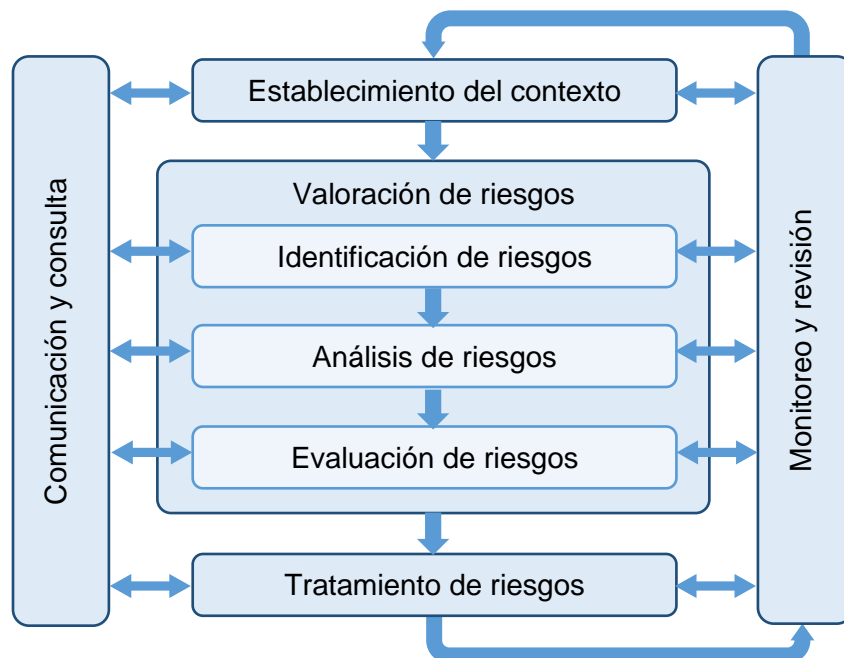 Comunicación y consulta
Establecimiento del contexto
Valoración de riesgos
Identificación de riesgos
Análisis de riesgos
Evaluación de riesgos
Tratamiento de riesgos
Monitoreo y revisión